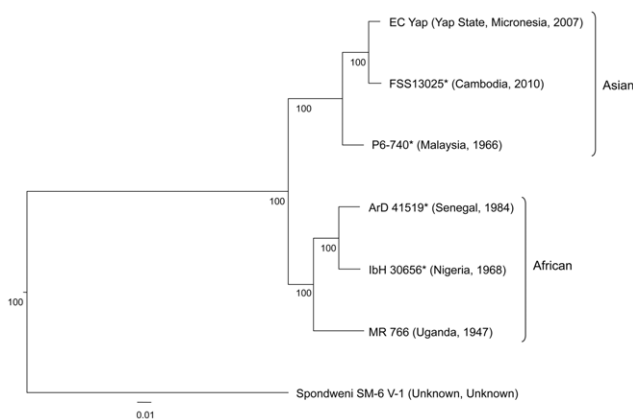 EC Yap (Yap State, Micronesia, 2007)
100
FSS13025* (Cambodia, 2010)
Asian
100
P6-740* (Malaysia, 1966)
100
ArD 41519* (Senegal, 1984)
100
IbH 30656* (Nigeria, 1968)
African
100
100
MR 766 (Uganda, 1947)
Spondweni SM-6 V-1 (Unknown, Unknown)
0.01